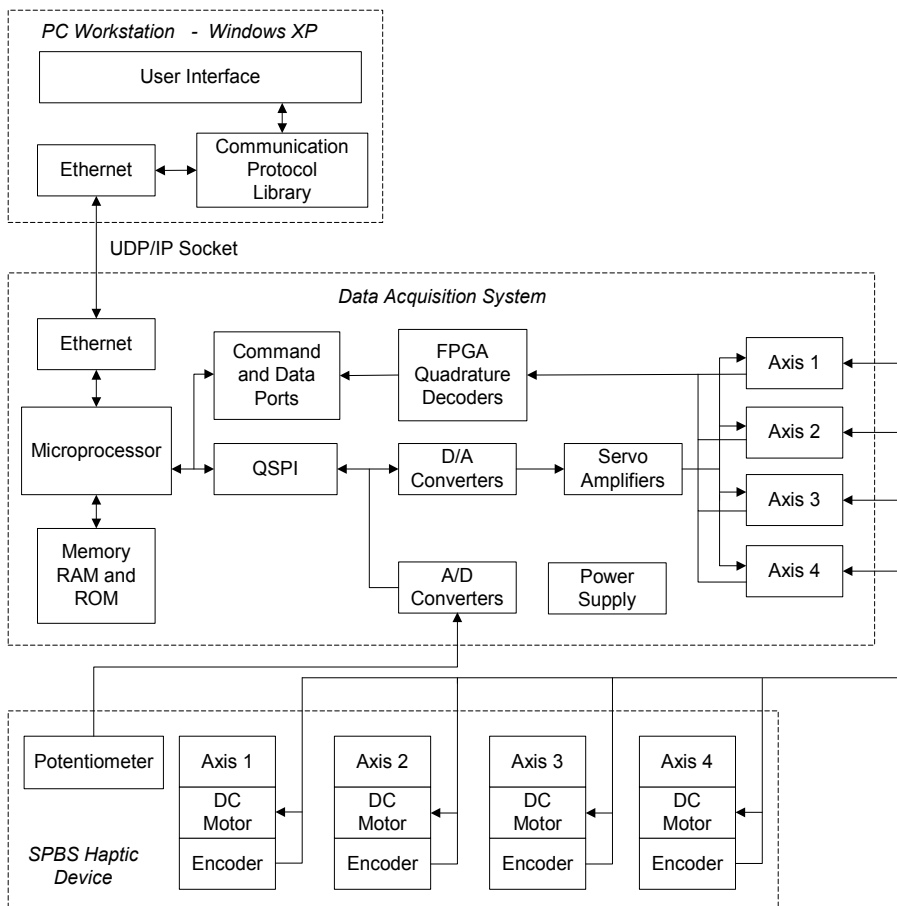 PC Workstation - Windows XP
User Interface
Communication
Protocol
Library
Ethernet
UDP/IP Socket
Data Acquisition System
Ethernet
Command
and Data
Ports
FPGA
Quadrature
Decoders
Axis 1
Microprocessor
QSPI
D/A
Converters
Servo
Amplifiers
Axis 2
Axis 3
Memory
RAM and
ROM
A/D
Converters
Power
Supply
Axis 4
Potentiometer
Axis 1
DC
Motor
Encoder
Axis 2
DC
Motor
Encoder
Axis 3
DC
Motor
Encoder
Axis 4
DC
Motor
Encoder
SPBS Haptic
Device